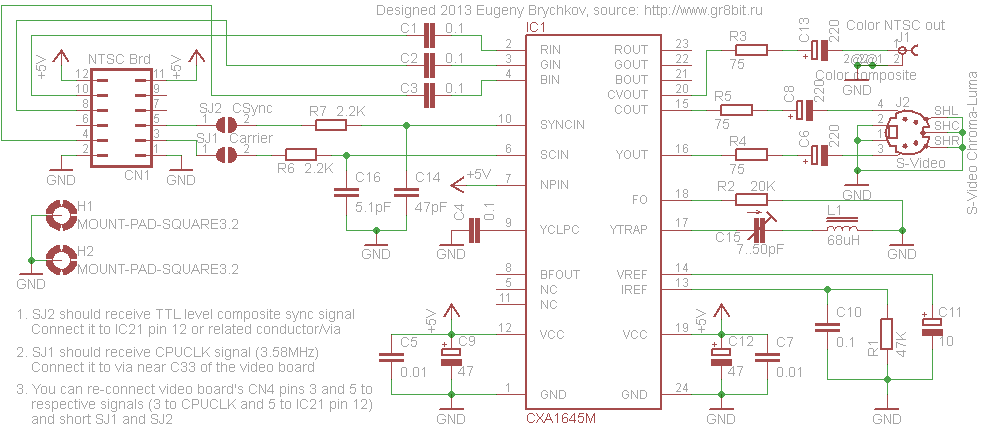 Designed 2013 Eugeny Brychkov, source: http://www.gr8bit.ru
IC1
C1 0.1
C2 0.1
C3 0.1
2 RIN
3 GIN
4 BIN
10 SYNCIN
6 SCIN
7 NPIN
9 YCLPC
8 BFOUT
5 NC
11 NC
12 VCC
1 GND
ROUT 23
GOUT 22
BOUT 21
CVOUT 20
COUT 15
YOUT 16
FO 18
YTRAP 17
VREF 14
IREF 13
VCC 19
GND 24
CXA1645M
+5V
NTSC Brd
+5V
12 11
10 9
8 7
6 5
4 3
2 1
GND CN1 GND
SJ2 CSync
1 2
SJ1 Carrier
1 2
R7 2.2K
R6 2.2K
C16
5.1pF
C14
47pF
GND
+5V
C4
0.1
GND
H1
MOUNT-PAD-SQUARE3.2
H2
MOUNT-PAD-SQUARE3.2
GND
1. SJ2 should receive TTL level composite sync signal
Connect it to IC21 pin 12 or related conductor/via
2. SJ1 should receive CPUCLK signal (3.58MHz)
Connect it to via near C33 of the video board
3. You can re-connect video board's CN4 pins 3 and 5 to
respective signals (3 to CPUCLK and 5 to IC21 pin 12)
and short SJ1 and SJ2
+5V
C5
0.01
C9
47
GND
R3
75
C13
220
Color NTSC out
J1
1
2
Color composite
GND
R5
75
C8
220
R4
75
C6
220
J2
4
2
1
3
SHL
SHC
SHR
S-Video
GND
S-Video Chroma-Luma
R2 20K
C15
7..50pF
L1
68uH
GND
+5V
C12
47
C7
0.01
GND
C10
0.1
R1
47K
C11
10
GND